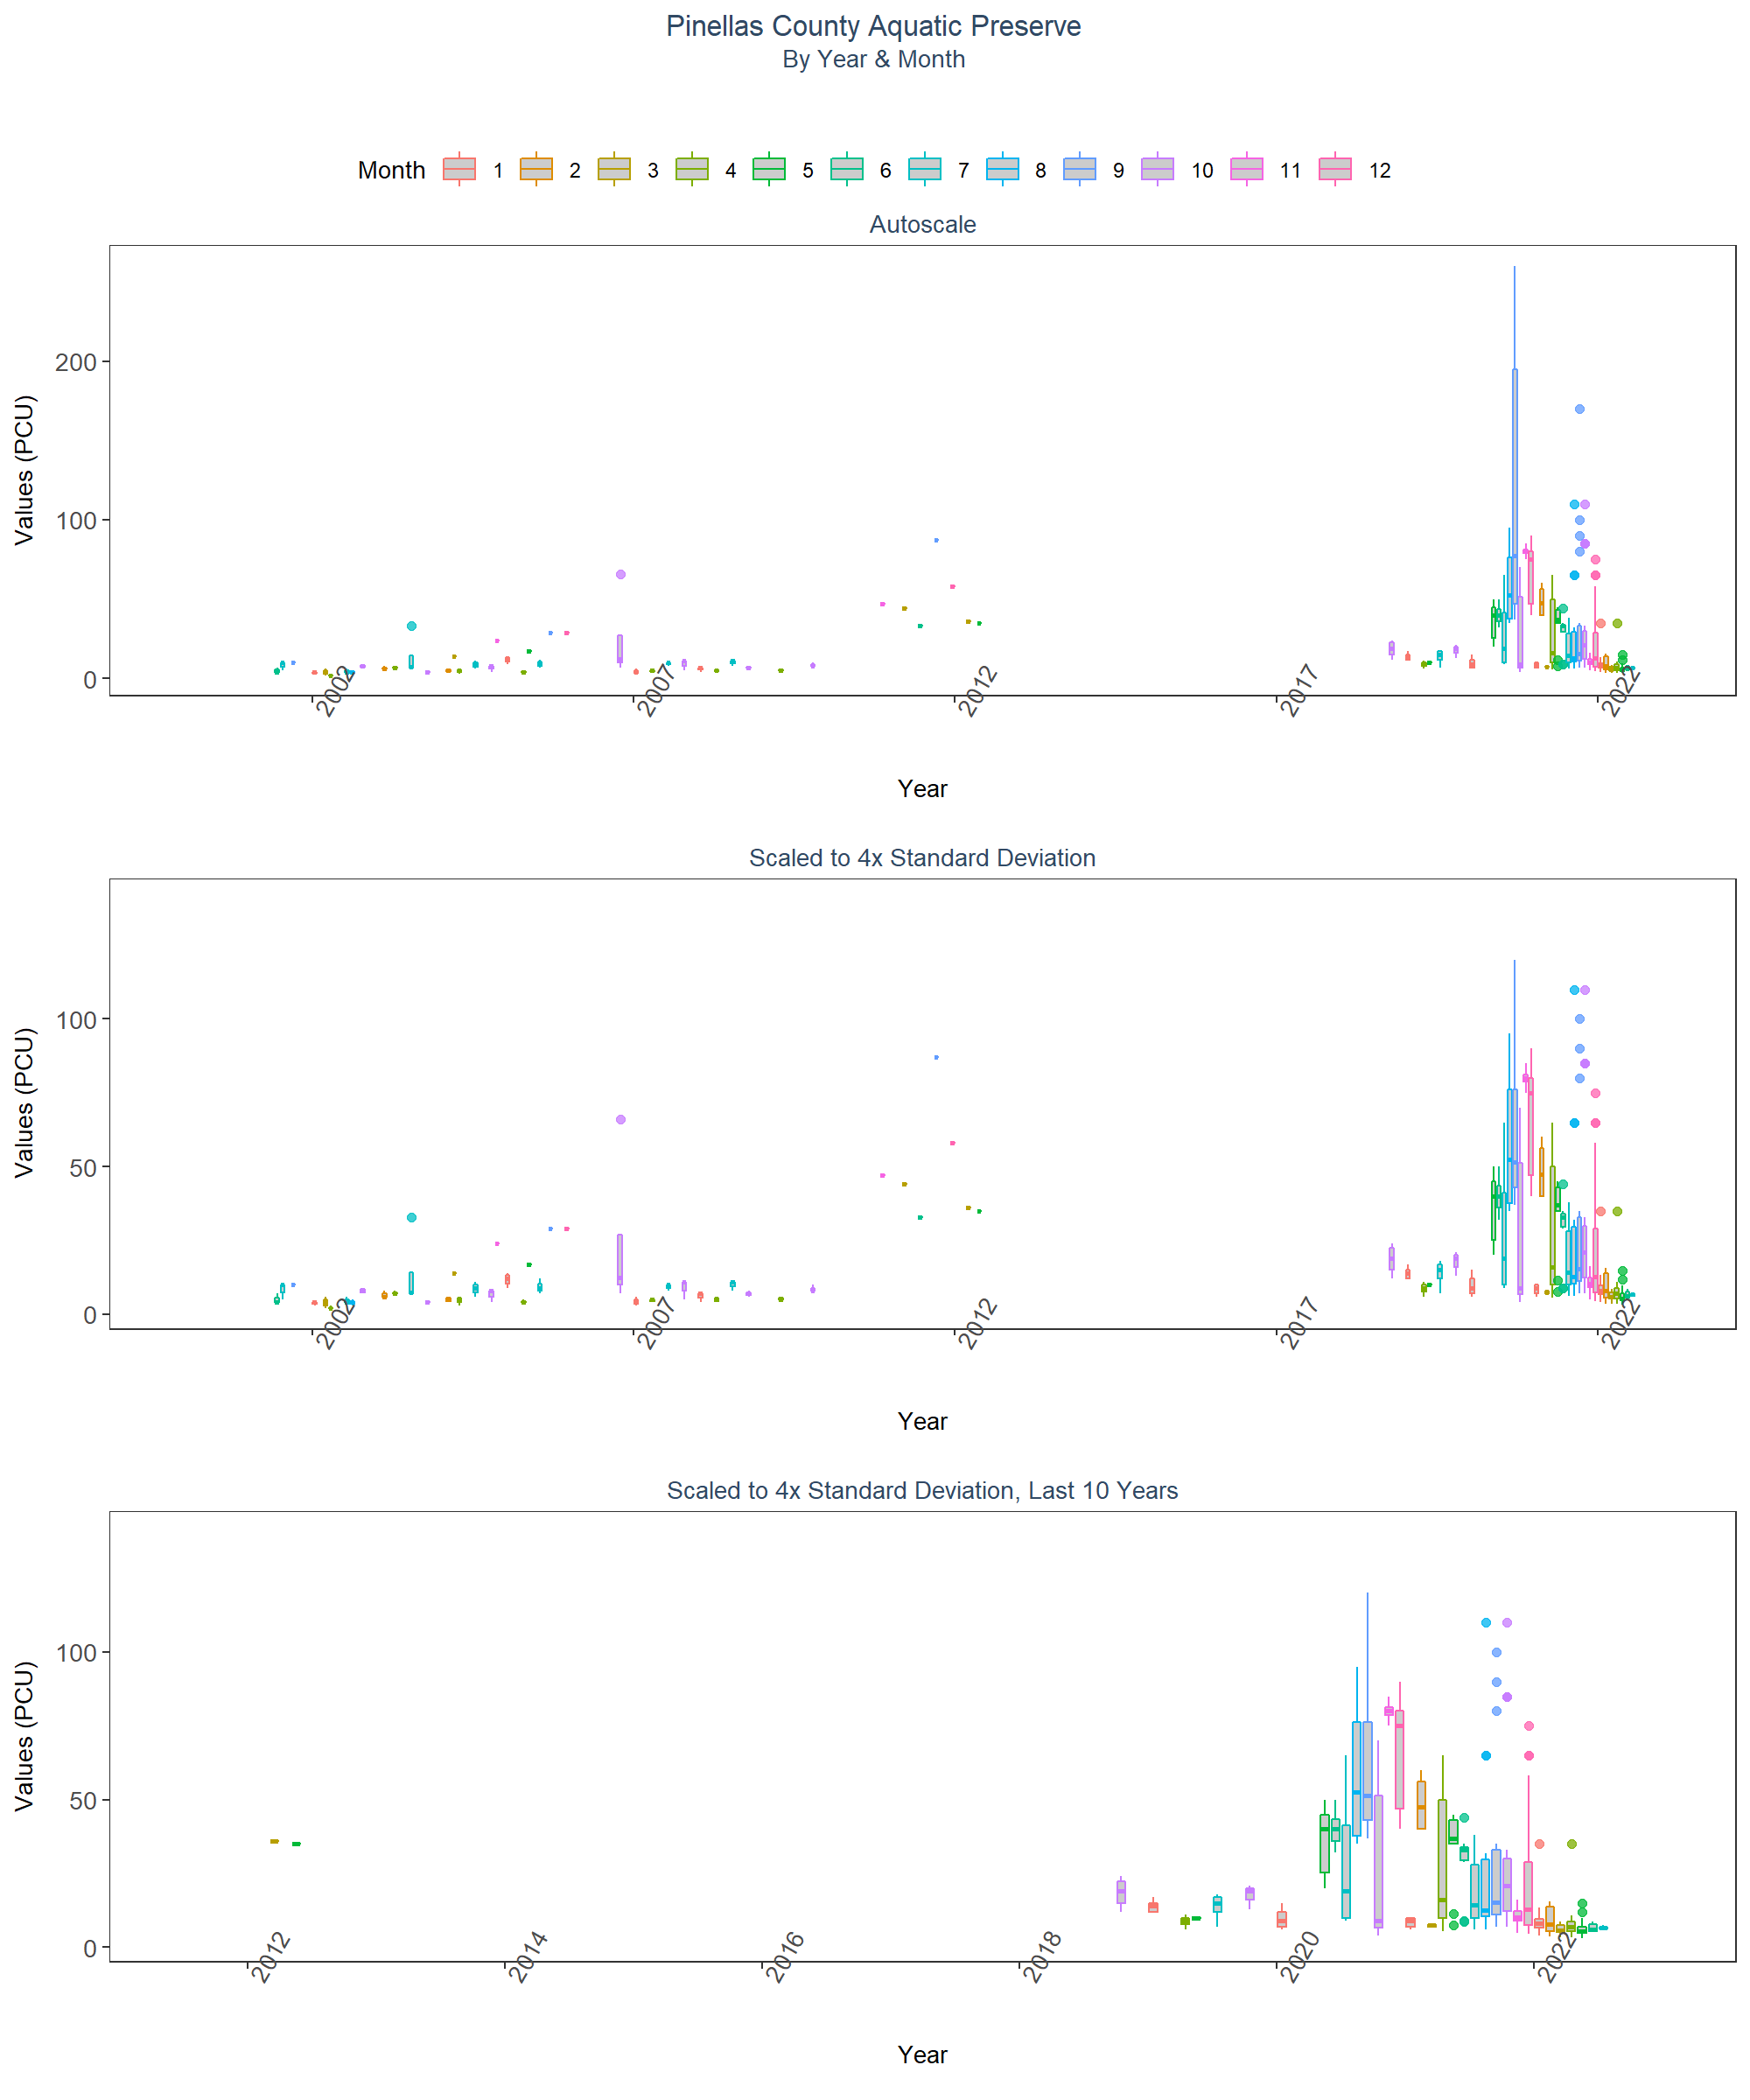 Pinellas County Aquatic Preserve
By Year & Month
Month 1 2 3 4 5 6 7 8 9 10 11 12
Autoscale
Values (PCU)
200
100
0
2002 2007 2012 2017 2022
Year
Scaled to 4x Standard Deviation
Values (PCU)
100
50
0
2002 2007 2012 2017 2022
Year
Scaled to 4x Standard Deviation, Last 10 Years
Values (PCU)
100
50
0
2012 2014 2016 2018 2020 2022
Year